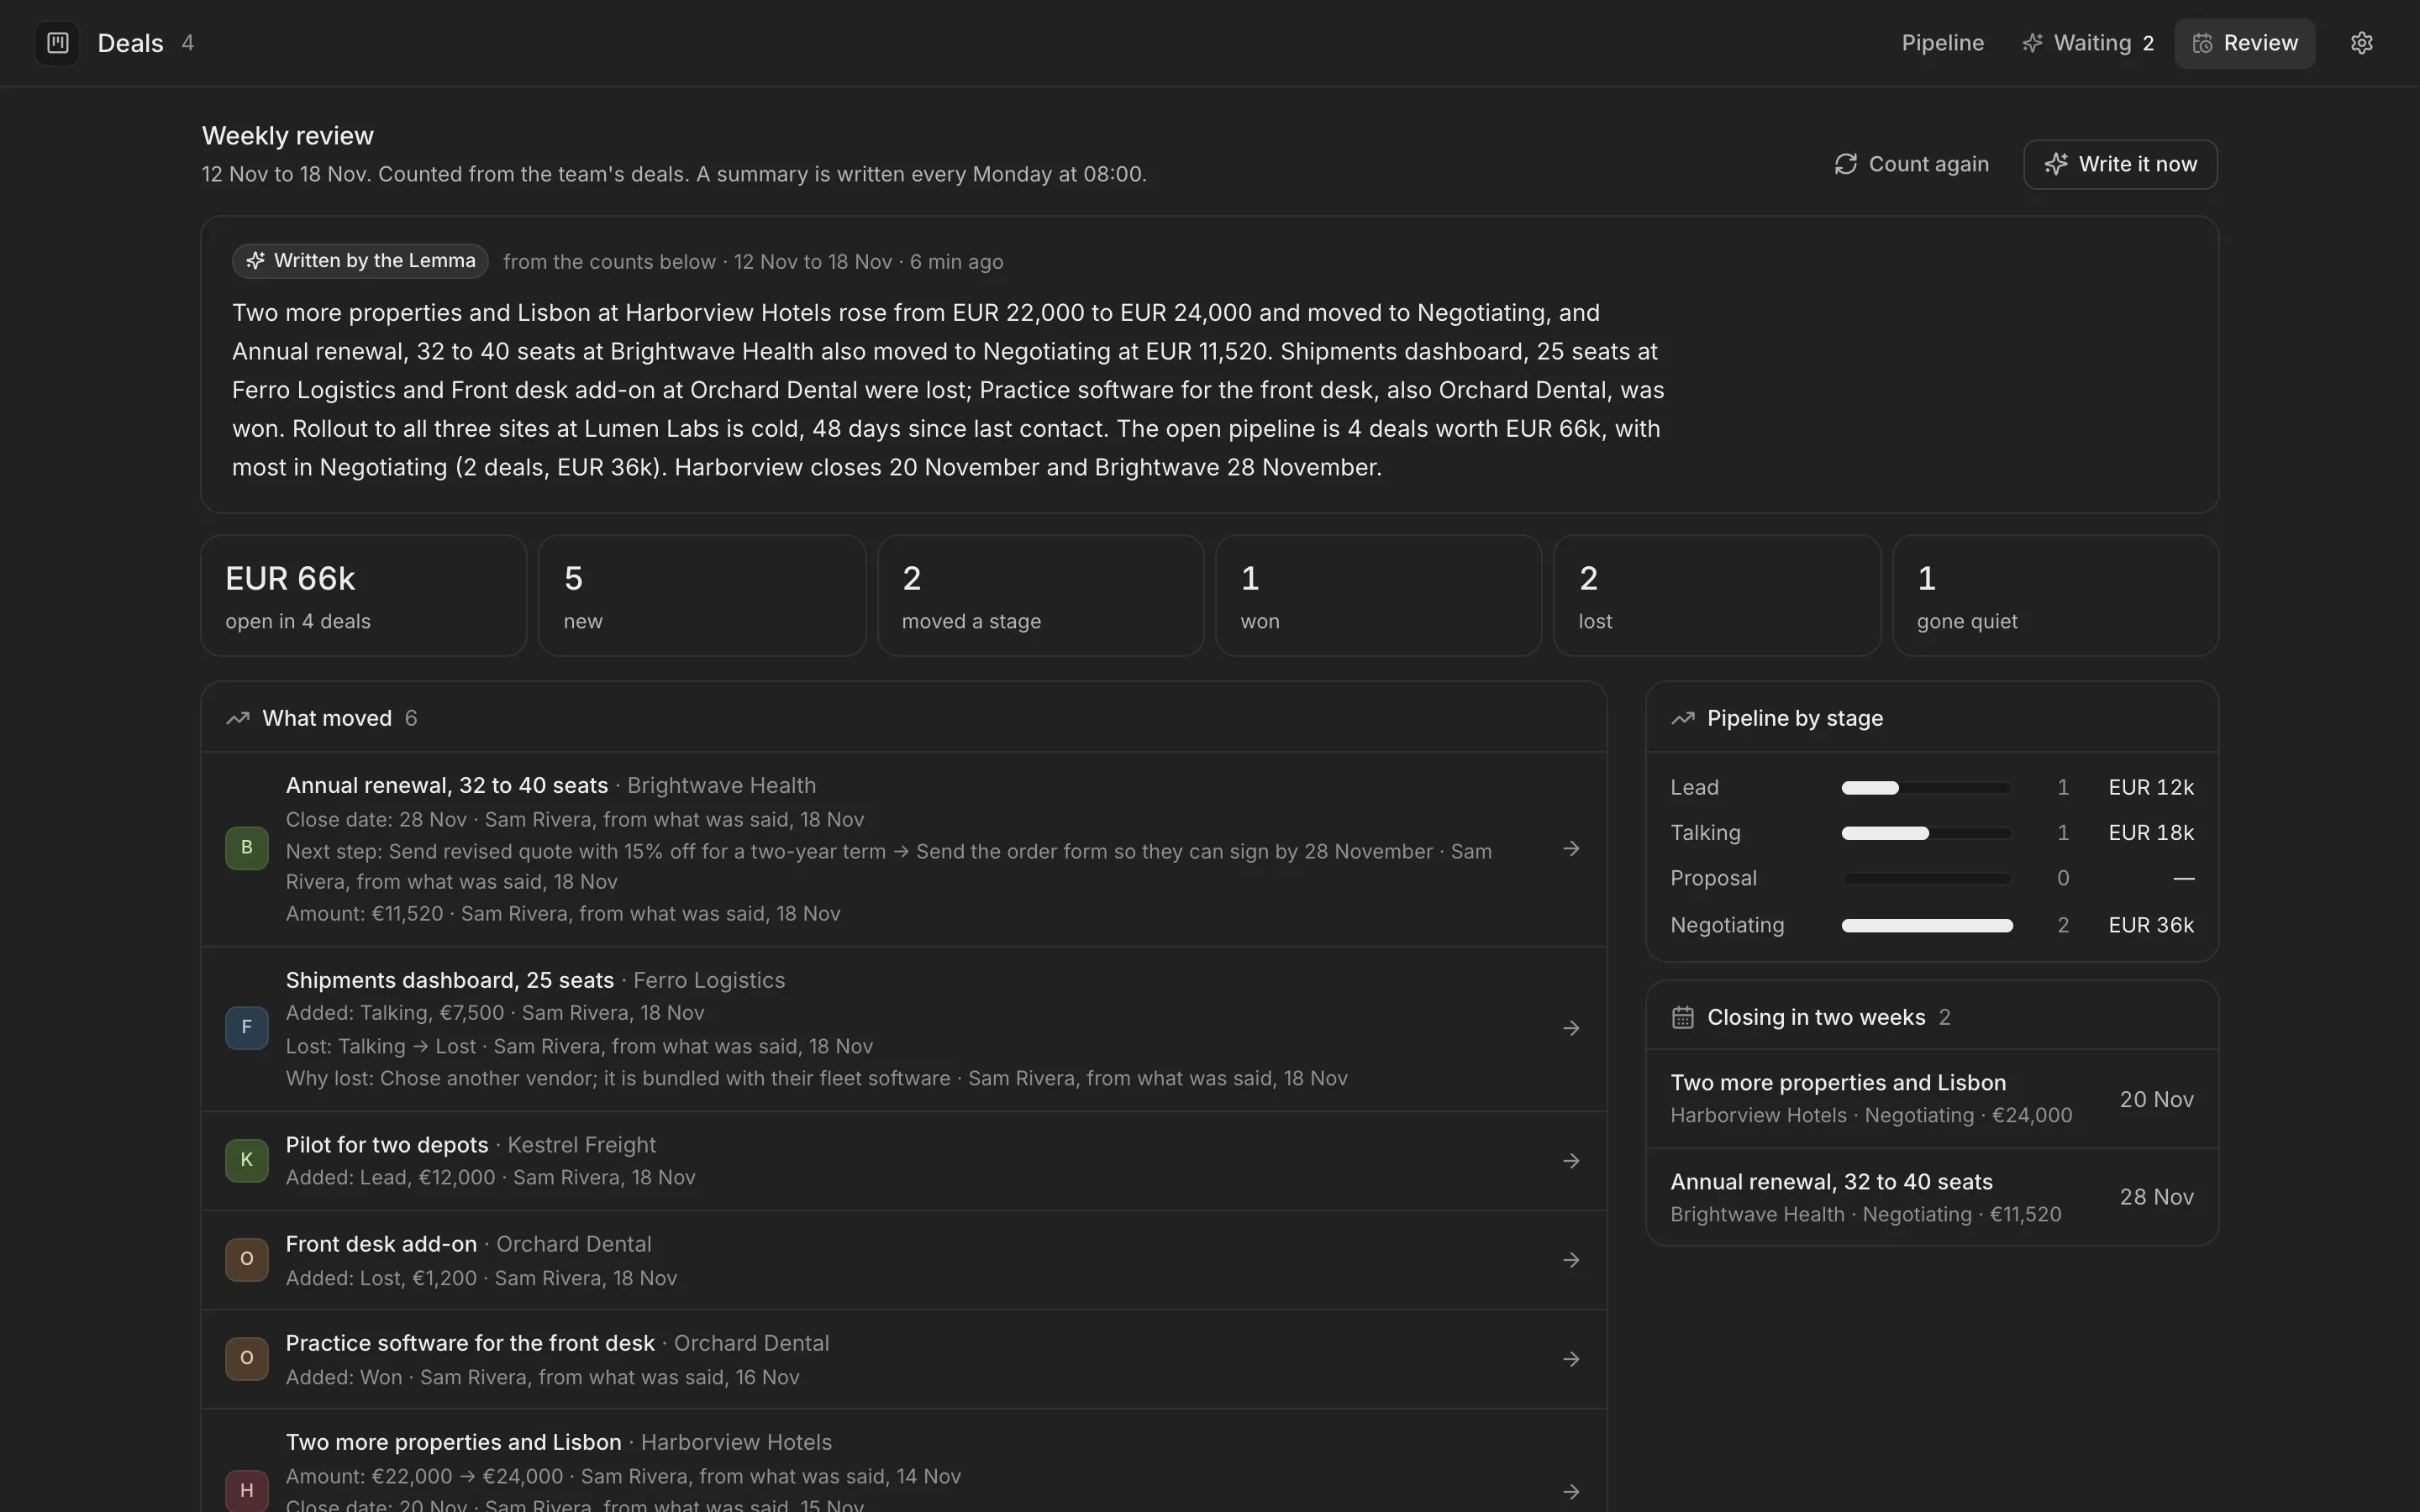 Deals 4
Pipeline
Waiting 2
Review
Weekly review
12 Nov to 18 Nov. Counted from the team's deals. A summary is written every Monday at 08:00.
Count again
Write it now
Written by the Lemma from the counts below · 12 Nov to 18 Nov · 6 min ago
Two more properties and Lisbon at Harborview Hotels rose from EUR 22,000 to EUR 24,000 and moved to Negotiating, and
Annual renewal, 32 to 40 seats at Brightwave Health also moved to Negotiating at EUR 11,520. Shipments dashboard, 25 seats at
Ferro Logistics and Front desk add-on at Orchard Dental were lost; Practice software for the front desk, also Orchard Dental, was
won. Rollout to all three sites at Lumen Labs is cold, 48 days since last contact. The open pipeline is 4 deals worth EUR 66k, with
most in Negotiating (2 deals, EUR 36k). Harborview closes 20 November and Brightwave 28 November.
EUR 66k
open in 4 deals
5
new
2
moved a stage
1
won
2
lost
1
gone quiet
What moved 6
B
Annual renewal, 32 to 40 seats · Brightwave Health
Close date: 28 Nov · Sam Rivera, from what was said, 18 Nov
Next step: Send revised quote with 15% off for a two-year term → Send the order form so they can sign by 28 November · Sam
Rivera, from what was said, 18 Nov
Amount: €11,520 · Sam Rivera, from what was said, 18 Nov
F
Shipments dashboard, 25 seats · Ferro Logistics
Added: Talking, €7,500 · Sam Rivera, 18 Nov
Lost: Talking → Lost · Sam Rivera, from what was said, 18 Nov
Why lost: Chose another vendor; it is bundled with their fleet software · Sam Rivera, from what was said, 18 Nov
K
Pilot for two depots · Kestrel Freight
Added: Lead, €12,000 · Sam Rivera, 18 Nov
O
Front desk add-on · Orchard Dental
Added: Lost, €1,200 · Sam Rivera, 18 Nov
O
Practice software for the front desk · Orchard Dental
Added: Won · Sam Rivera, from what was said, 16 Nov
H
Two more properties and Lisbon · Harborview Hotels
Amount: €22,000 → €24,000 · Sam Rivera, from what was said, 14 Nov
Close date: 20 Nov · Sam Rivera, from what was said, 15 Nov
Pipeline by stage
Lead 1 EUR 12k
Talking 1 EUR 18k
Proposal 0 —
Negotiating 2 EUR 36k
Closing in two weeks 2
Two more properties and Lisbon
Harborview Hotels · Negotiating · €24,000
20 Nov
Annual renewal, 32 to 40 seats
Brightwave Health · Negotiating · €11,520
28 Nov